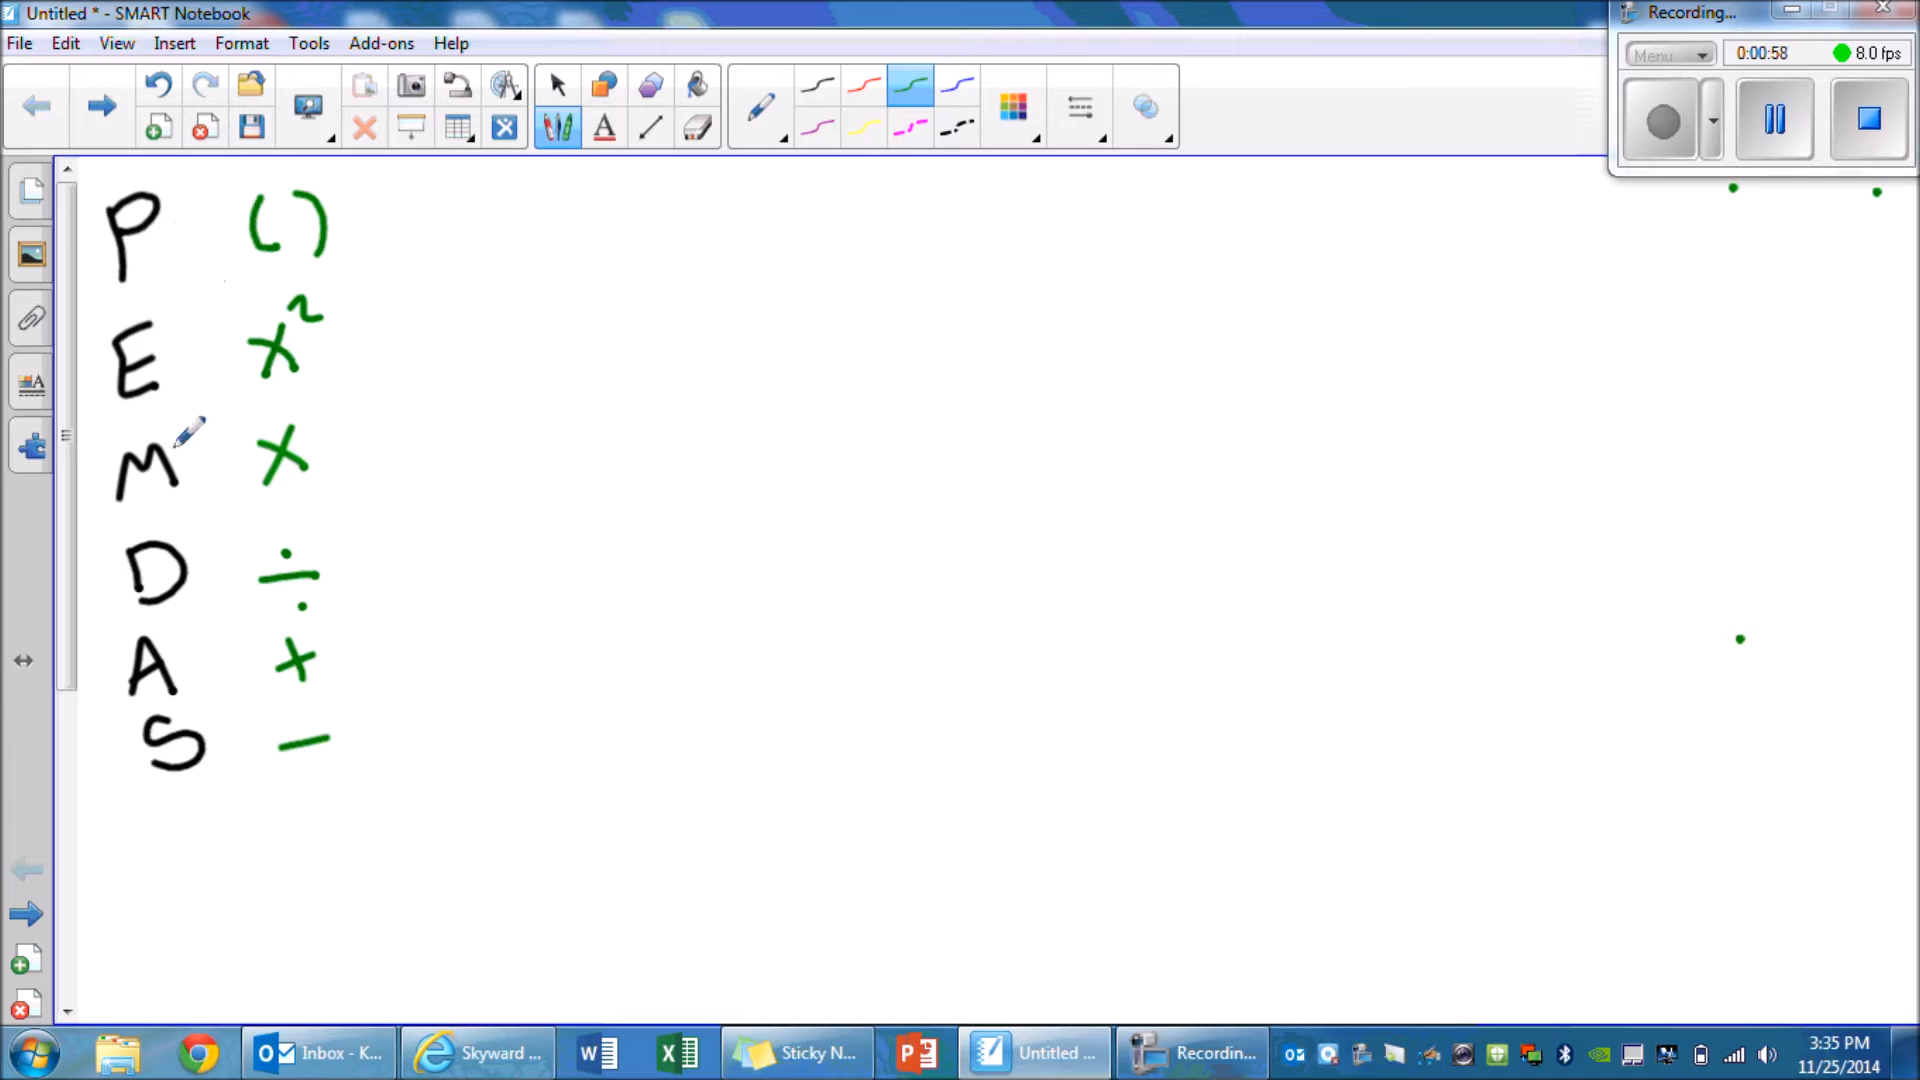 Untitled * - SMART Notebook
File Edit View Insert Format Tools Add-ons Help
Recording...
Menu 0:00:58 8.0 fps
P ( )
E x²
M x
D ÷
A +
S −
Inbox - K... Skyward ... Sticky N... Untitled ... Recordin...
3:35 PM
11/25/2014